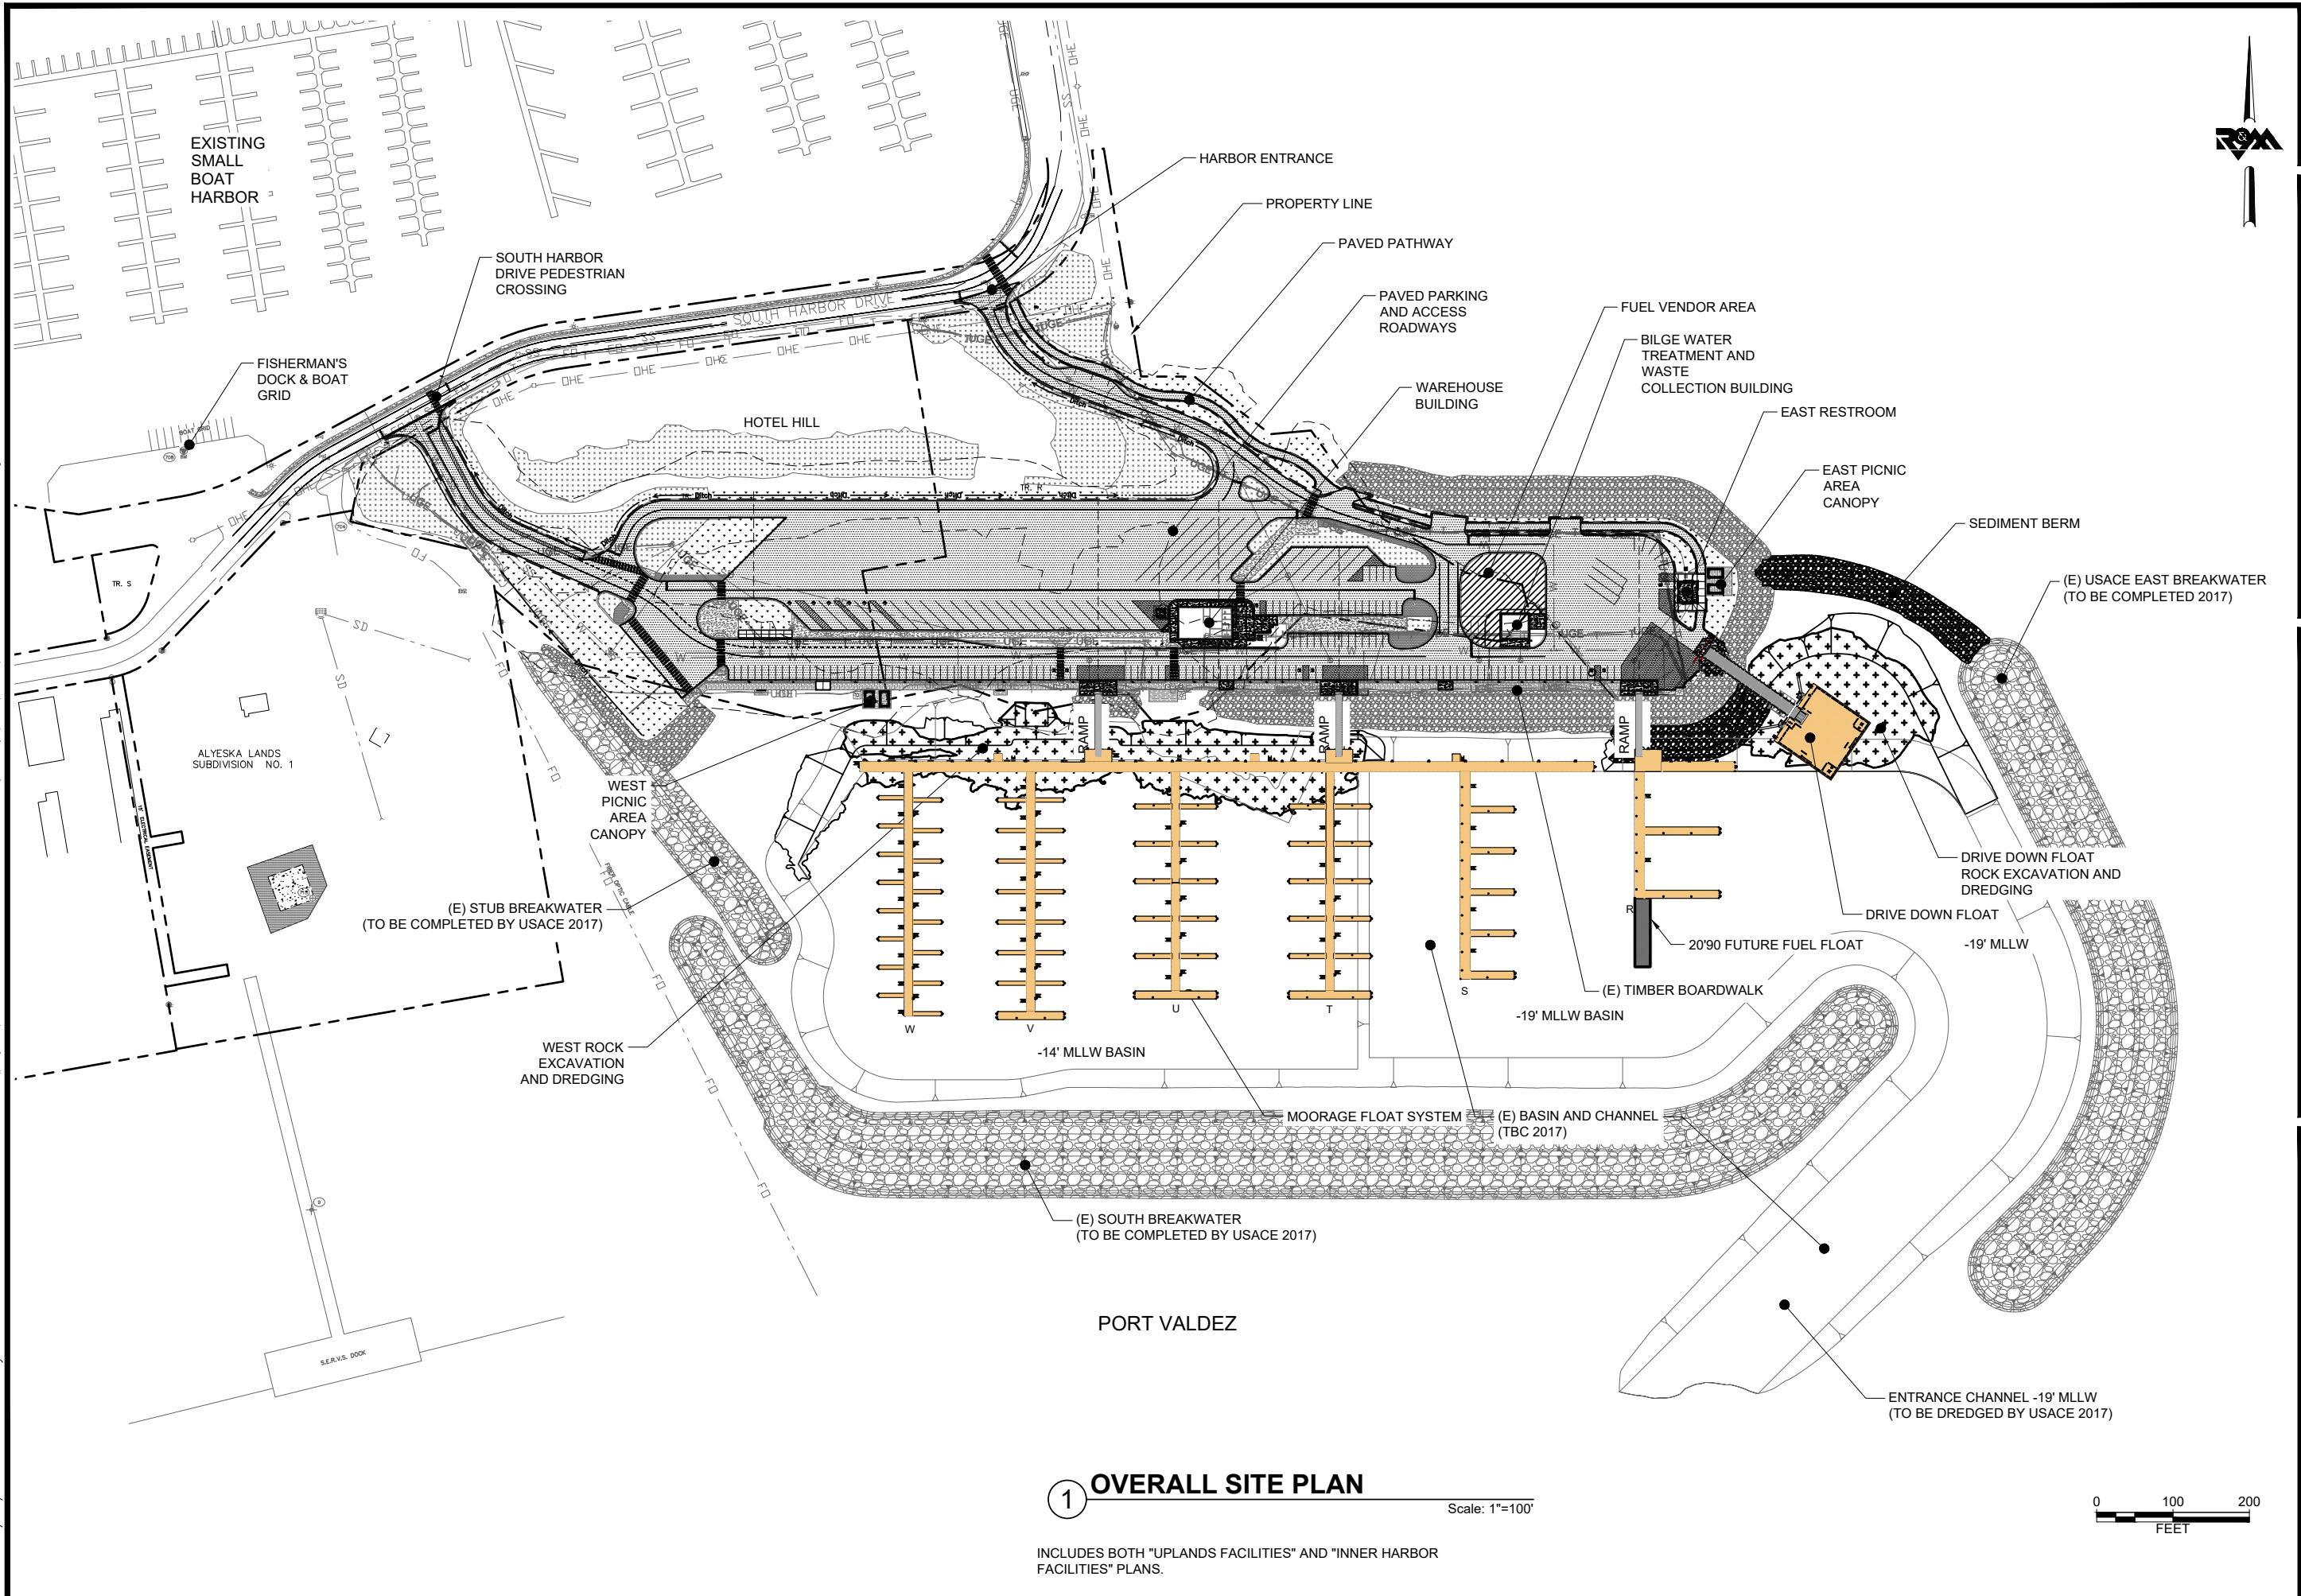 EXISTING
SMALL
BOAT
HARBOR
HARBOR ENTRANCE
PROPERTY LINE
PAVED PATHWAY
SOUTH HARBOR
DRIVE PEDESTRIAN
CROSSING
PAVED PARKING
AND ACCESS
ROADWAYS
FUEL VENDOR AREA
BILGE WATER
TREATMENT AND
WASTE
COLLECTION BUILDING
FISHERMAN'S
DOCK & BOAT
GRID
WAREHOUSE
BUILDING
EAST RESTROOM
EAST PICNIC
AREA
CANOPY
SEDIMENT BERM
(E) USACE EAST BREAKWATER
(TO BE COMPLETED 2017)
SOUTH HARBOR DRIVE
HOTEL HILL
BOAT GRID
TR. R
TR. S
ALYESKA LANDS
SUBDIVISION NO. 1
RAMP
RAMP
RAMP
WEST
PICNIC
AREA
CANOPY
(E) STUB BREAKWATER
(TO BE COMPLETED BY USACE 2017)
FIBER OPTIC CABLE
DRIVE DOWN FLOAT
ROCK EXCAVATION AND
DREDGING
DRIVE DOWN FLOAT
-19' MLLW
20'90 FUTURE FUEL FLOAT
(E) TIMBER BOARDWALK
-19' MLLW BASIN
W
V
U
T
S
R
-14' MLLW BASIN
WEST ROCK
EXCAVATION
AND DREDGING
MOORAGE FLOAT SYSTEM
(E) BASIN AND CHANNEL
(TBC 2017)
(E) SOUTH BREAKWATER
(TO BE COMPLETED BY USACE 2017)
PORT VALDEZ
S.E.R.V.S. DOCK
ENTRANCE CHANNEL -19' MLLW
(TO BE DREDGED BY USACE 2017)
1 OVERALL SITE PLAN
Scale: 1"=100'
INCLUDES BOTH "UPLANDS FACILITIES" AND "INNER HARBOR
FACILITIES" PLANS.
0 100 200
FEET